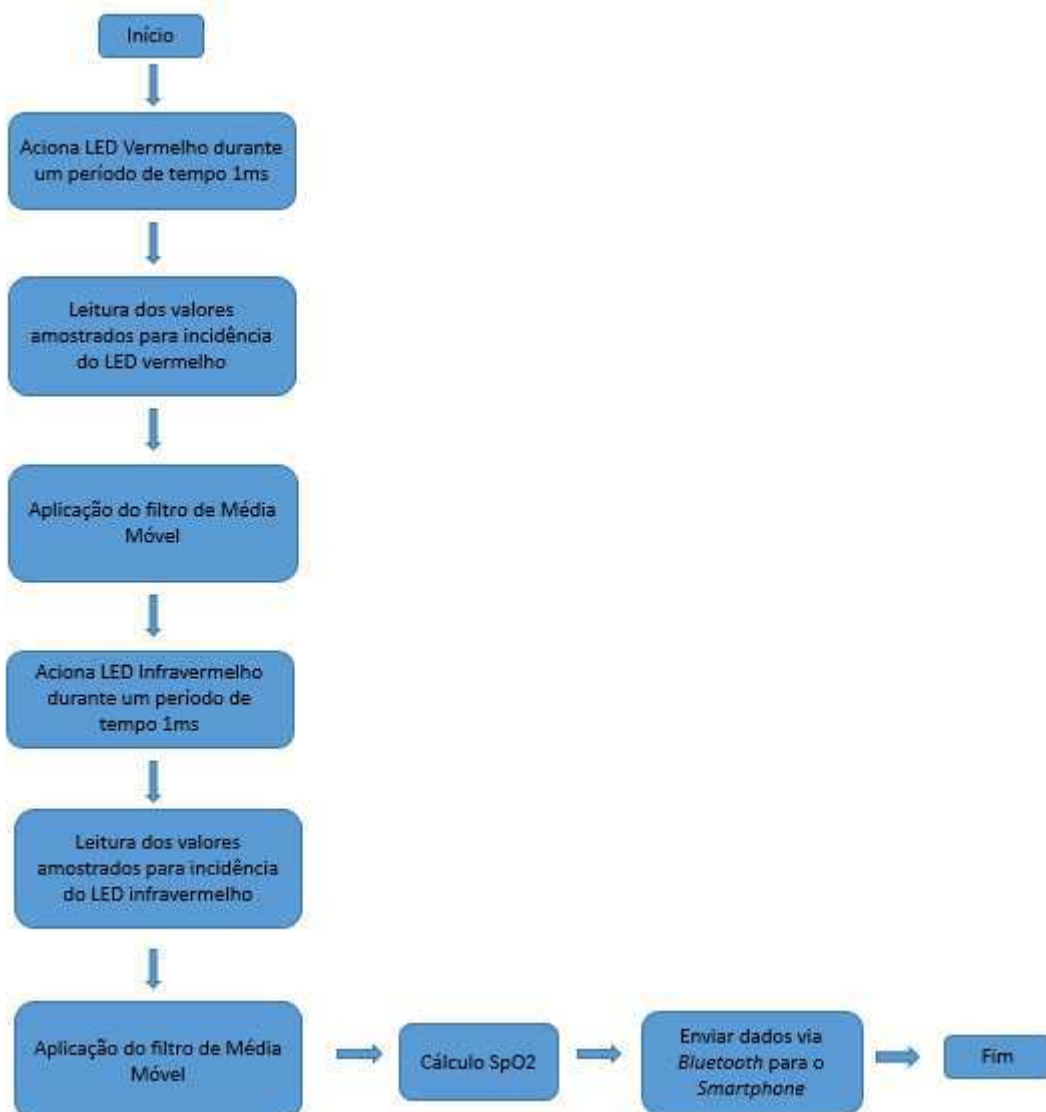 Início
Aciona LED Vermelho durante
um período de tempo 1ms
Leitura dos valores
amostrados para incidência
do LED vermelho
Aplicação do filtro de Média
Móvel
Aciona LED Infravermelho
durante um período de
tempo 1ms
Leitura dos valores
amostrados para incidência
do LED infravermelho
Aplicação do filtro de Média
Móvel
Cálculo SpO2
Enviar dados via
Bluetooth para o
Smartphone
Fim